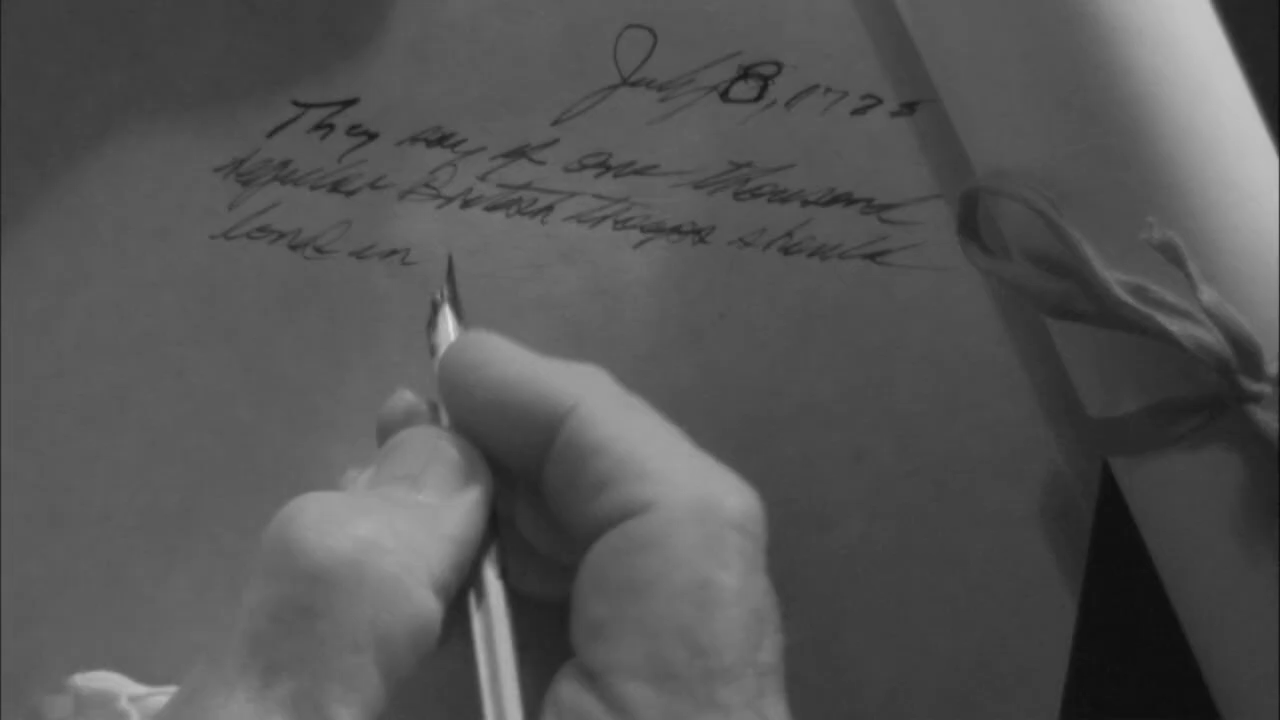 July 8, 1775
They say if one thousand
regular British troops should
land in